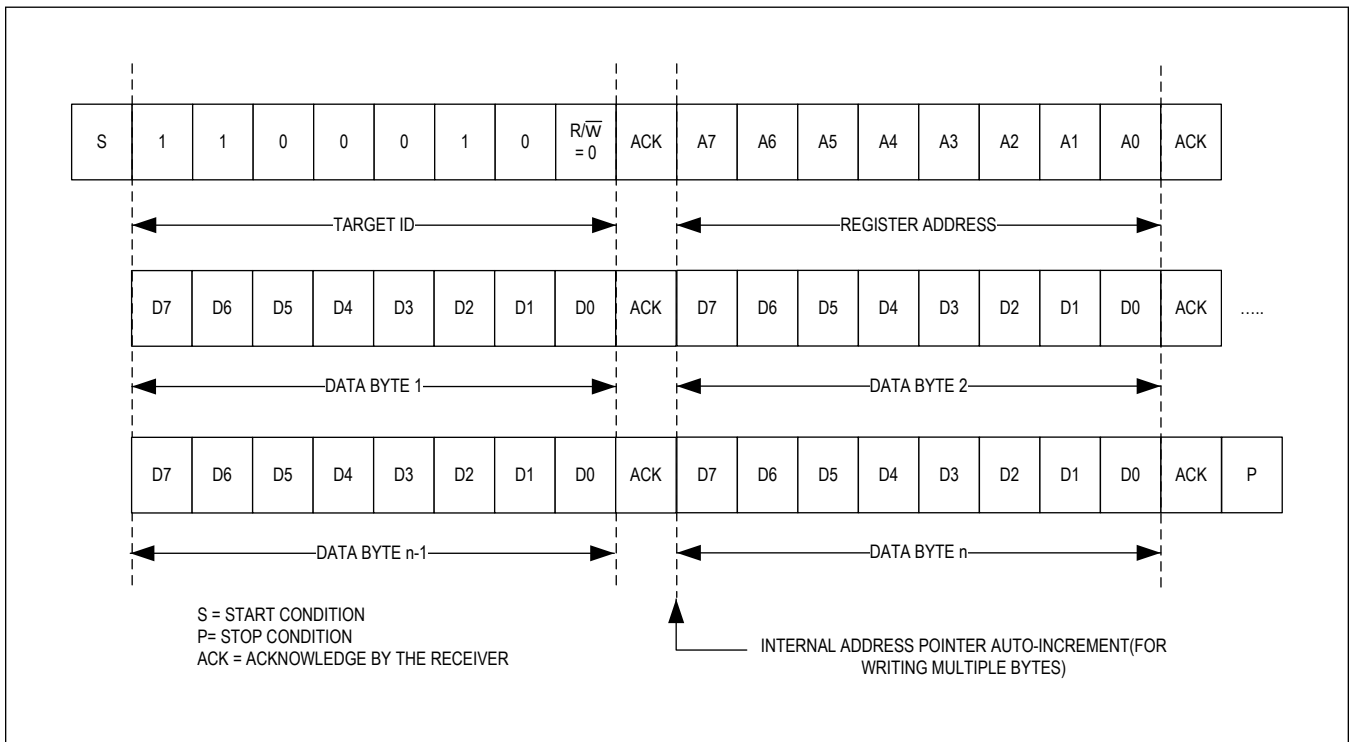 S 1 1 0 0 0 1 0 R/W̅ = 0 ACK A7 A6 A5 A4 A3 A2 A1 A0 ACK
TARGET ID REGISTER ADDRESS
D7 D6 D5 D4 D3 D2 D1 D0 ACK D7 D6 D5 D4 D3 D2 D1 D0 ACK .....
DATA BYTE 1 DATA BYTE 2
D7 D6 D5 D4 D3 D2 D1 D0 ACK D7 D6 D5 D4 D3 D2 D1 D0 ACK P
DATA BYTE n-1 DATA BYTE n
S = START CONDITION
P= STOP CONDITION
ACK = ACKNOWLEDGE BY THE RECEIVER
INTERNAL ADDRESS POINTER AUTO-INCREMENT(FOR
WRITING MULTIPLE BYTES)